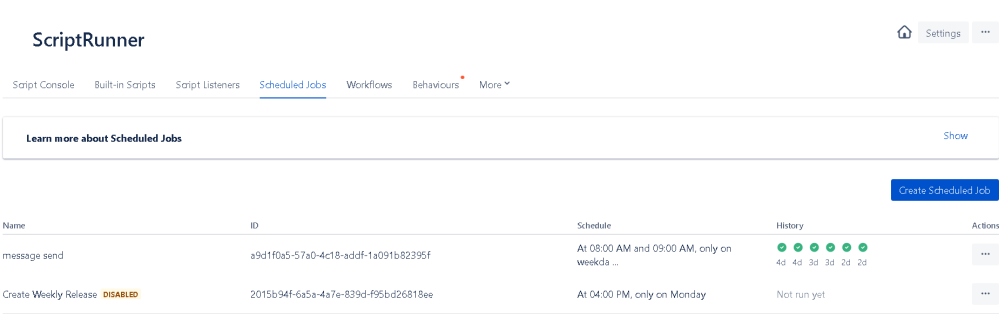 ScriptRunner
Settings
Script Console Built-in Scripts Script Listeners Scheduled Jobs Workflows Behaviours More
Learn more about Scheduled Jobs Show
Create Scheduled Job
Name ID Schedule History Actions
message send a9d1f0a5-57a0-4c18-addf-1a091b82395f At 08:00 AM and 09:00 AM, only on
weekda ... 4d 4d 3d 3d 2d 2d
Create Weekly Release DISABLED 2015b94f-6a5a-4a7e-839d-f95bd26818ee At 04:00 PM, only on Monday Not run yet